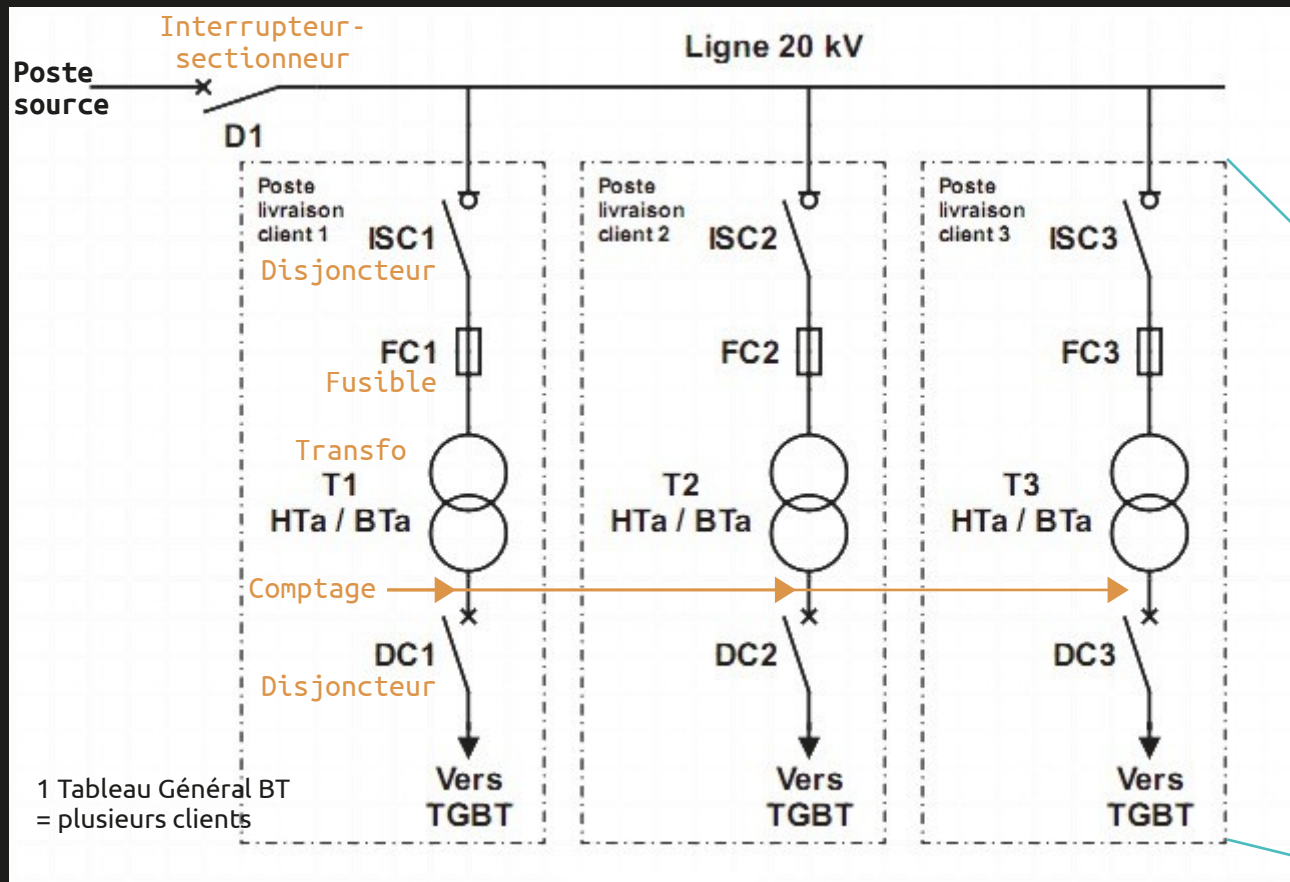 Interrupteur-
sectionneur
Ligne 20 kV
Poste
source
D1
Poste
livraison
client 1
ISC1
Disjoncteur
FC1
Fusible
Transfo
T1
HTa / BTa
Comptage
DC1
Disjoncteur
Vers
TGBT
Poste
livraison
client 2
ISC2
FC2
T2
HTa / BTa
DC2
Vers
TGBT
Poste
livraison
client 3
ISC3
FC3
T3
HTa / BTa
DC3
Vers
TGBT
1 Tableau Général BT
= plusieurs clients